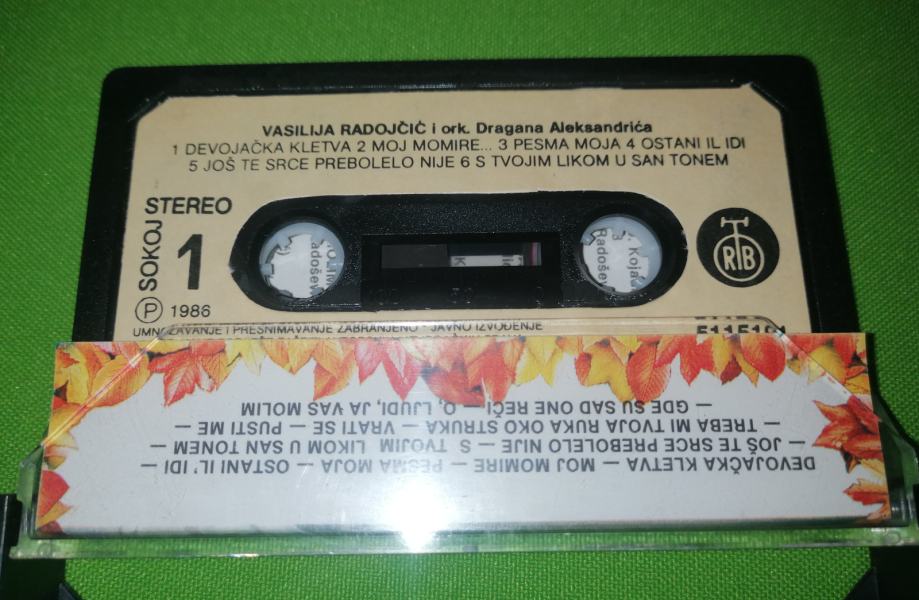 VASILIJA RADOJČIĆ i ork. Dragana Aleksandrića
1 DEVOJAČKA KLETVA 2 MOJ MOMIRE... 3 PESMA MOJA 4 OSTANI IL IDI
5 JOŠ TE SRCE PREBOLELO NIJE 6 S TVOJIM LIKOM U SAN TONEM
STEREO
SOKOJ
1
RTB
Ⓟ 1986
UMNOŽAVANJE I PRESNIMAVANJE ZABRANJENO - JAVNO IZVOĐENJE
DEVOJAČKA KLETVA — MOJ MOMIRE — PESMA MOJA — OSTANI IL' IDI —
— JOŠ TE SRCE PREBOLELO NIJE — S TVOJIM LIKOM U SAN TONEM —
— TREBA MI TVOJA RUKA OKO STRUKA — VRATI SE — PUSTI ME —
— GDE SU SAD ONE REČI — O, LJUDI, JA VAS MOLIM